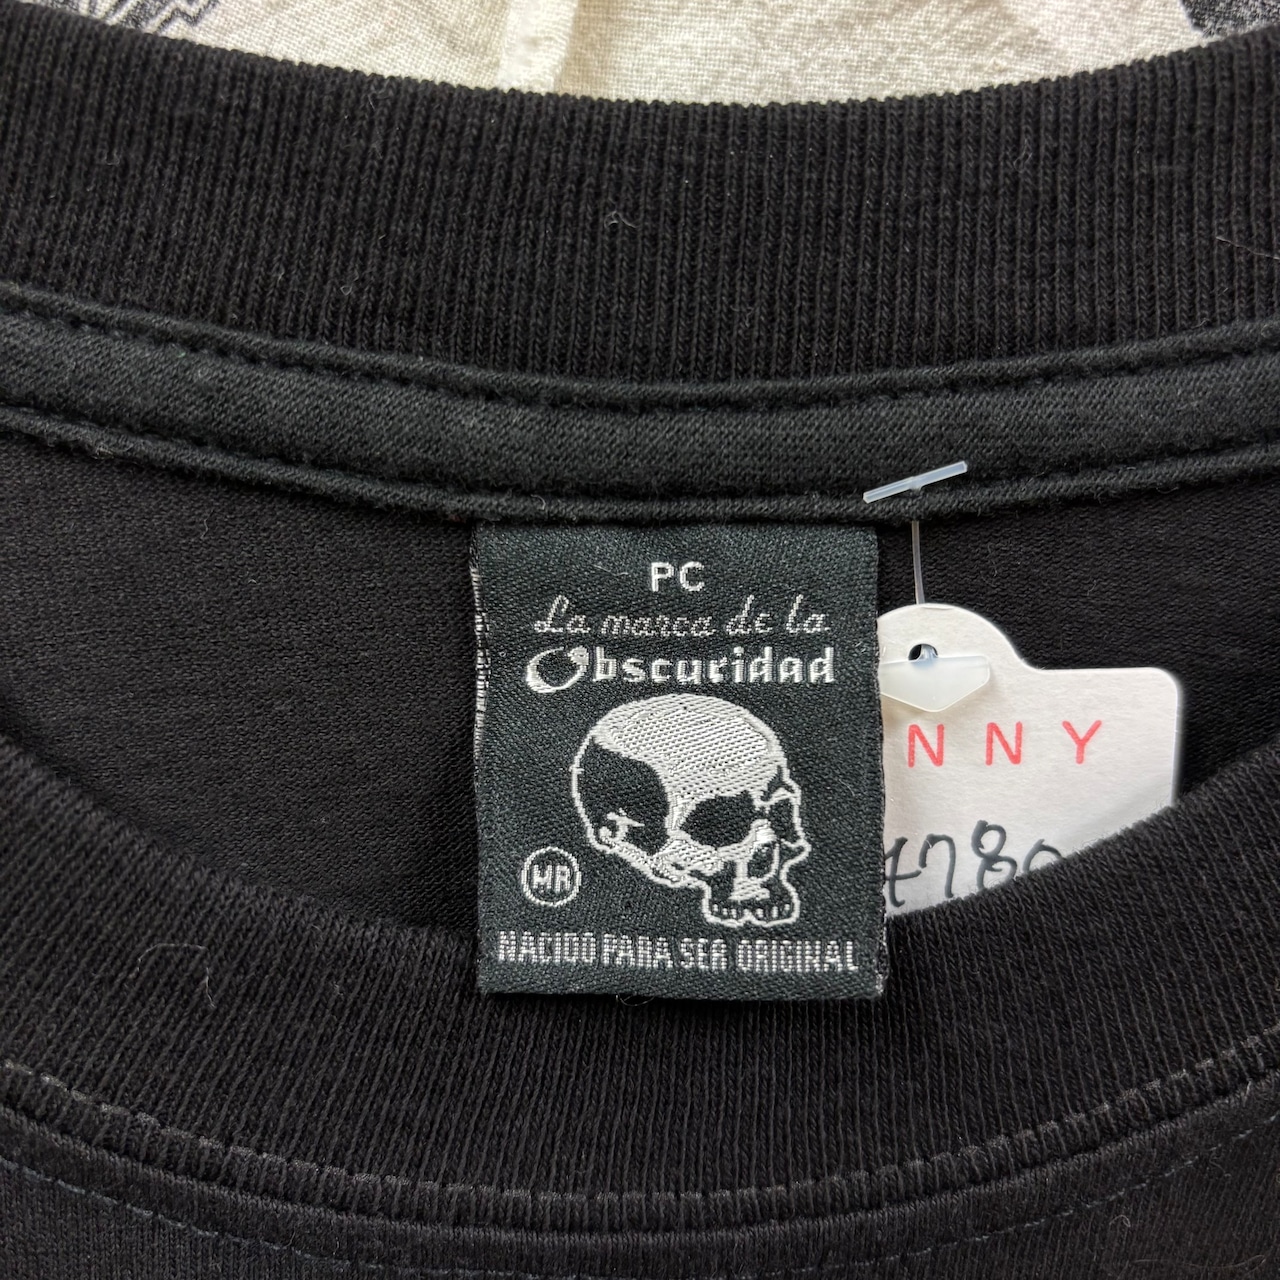 PC
La marca de la
Obscuridad
NNY
MR
NACIDO PARA SER ORIGINAL